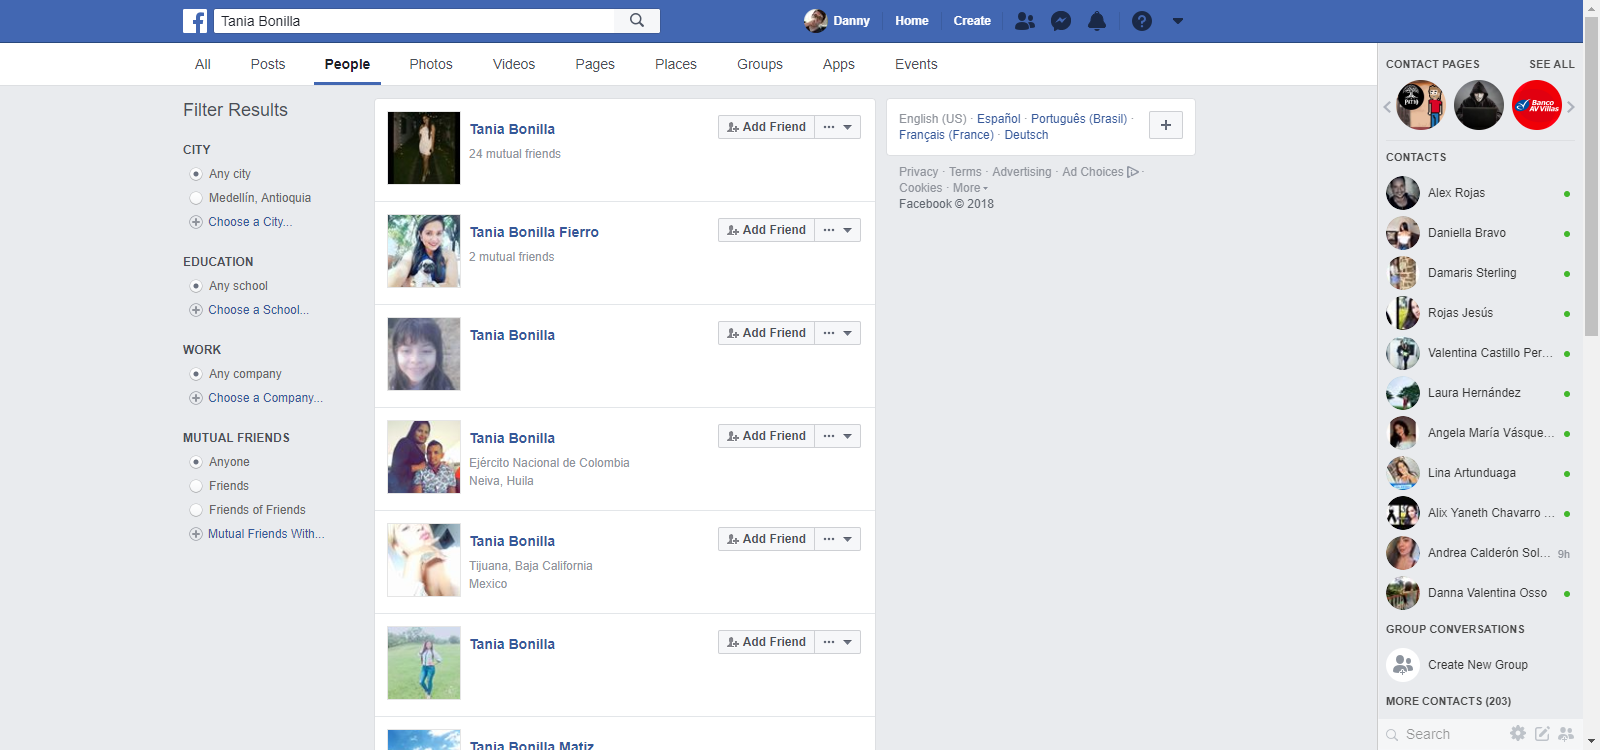 Tania Bonilla
Danny
Home
Create
All
Posts
People
Photos
Videos
Pages
Places
Groups
Apps
Events
Filter Results
CITY
Any city
Medellín, Antioquia
Choose a City...
EDUCATION
Any school
Choose a School...
WORK
Any company
Choose a Company...
MUTUAL FRIENDS
Anyone
Friends
Friends of Friends
Mutual Friends With...
Tania Bonilla
24 mutual friends
Add Friend
Tania Bonilla Fierro
2 mutual friends
Add Friend
Tania Bonilla
Add Friend
Tania Bonilla
Ejército Nacional de Colombia
Neiva, Huila
Add Friend
Tania Bonilla
Tijuana, Baja California
Mexico
Add Friend
Tania Bonilla
Add Friend
Tania Bonilla Matiz
English (US) · Español · Português (Brasil) ·
Français (France) · Deutsch
Privacy · Terms · Advertising · Ad Choices ·
Cookies · More
Facebook © 2018
CONTACT PAGES
SEE ALL
Banco
AV Villas
CONTACTS
Alex Rojas
Daniella Bravo
Damaris Sterling
Rojas Jesús
Valentina Castillo Per...
Laura Hernández
Angela María Vásque...
Lina Artunduaga
Alix Yaneth Chavarro ...
Andrea Calderón Sol... 9h
Danna Valentina Osso
GROUP CONVERSATIONS
Create New Group
MORE CONTACTS (203)
Search